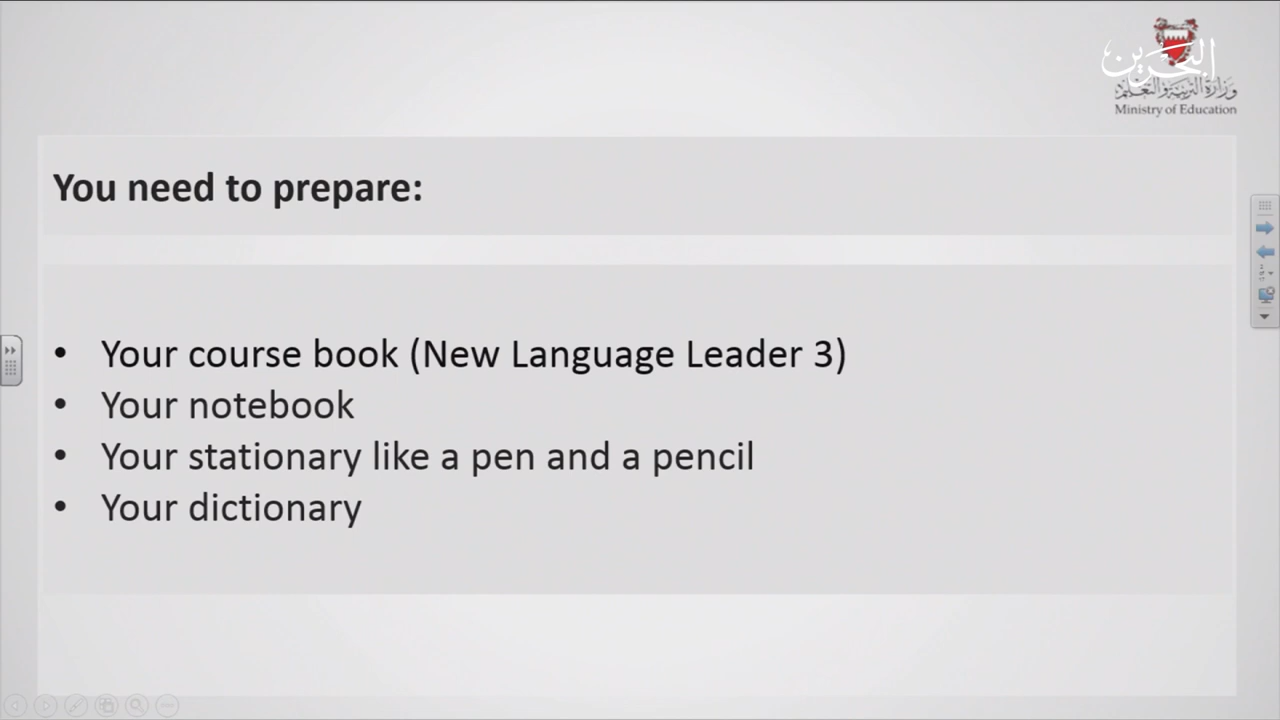 البحرين
وزارة التربية والتعليم
Ministry of Education
You need to prepare:
• Your course book (New Language Leader 3)
• Your notebook
• Your stationary like a pen and a pencil
• Your dictionary